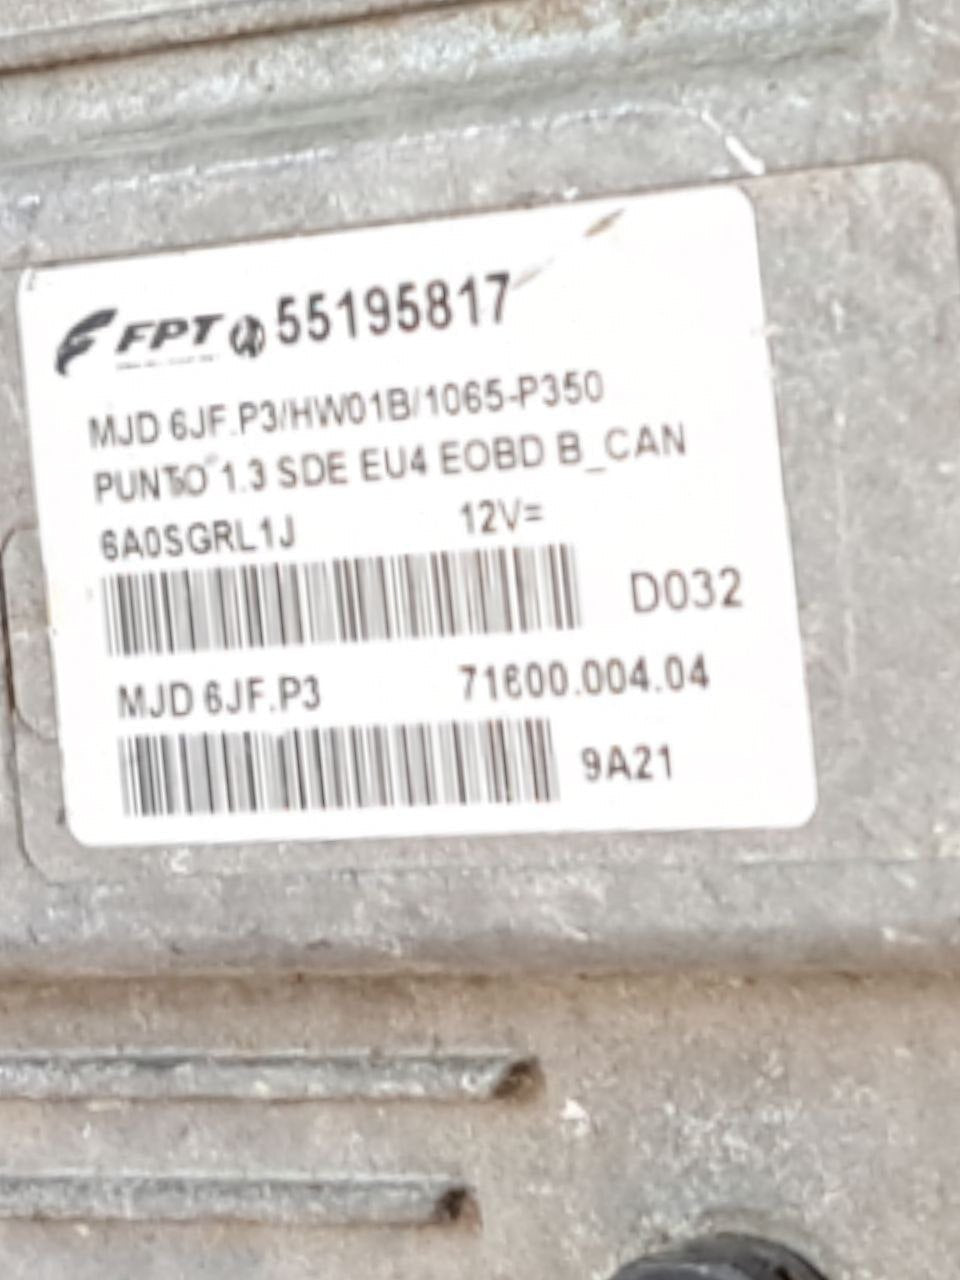 FPT 55195817
MJD 6JF.P3/HW01B/1065-P350
PUNTO 1.3 SDE EU4 EOBD B_CAN
6A0SGRL1J 12V=
D032
MJD 6JF.P3 71600.004.04
9A21